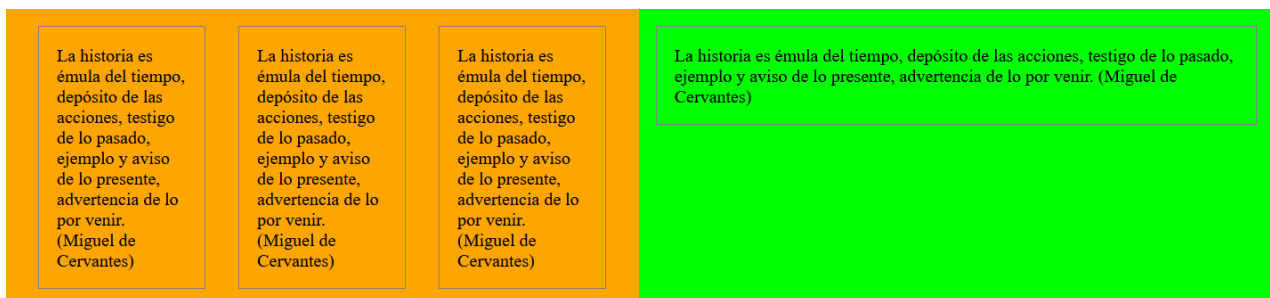 La historia es
émula del tiempo,
depósito de las
acciones, testigo
de lo pasado,
ejemplo y aviso
de lo presente,
advertencia de lo
por venir.
(Miguel de
Cervantes)
La historia es
émula del tiempo,
depósito de las
acciones, testigo
de lo pasado,
ejemplo y aviso
de lo presente,
advertencia de lo
por venir.
(Miguel de
Cervantes)
La historia es
émula del tiempo,
depósito de las
acciones, testigo
de lo pasado,
ejemplo y aviso
de lo presente,
advertencia de lo
por venir.
(Miguel de
Cervantes)
La historia es émula del tiempo, depósito de las acciones, testigo de lo pasado,
ejemplo y aviso de lo presente, advertencia de lo por venir. (Miguel de
Cervantes)